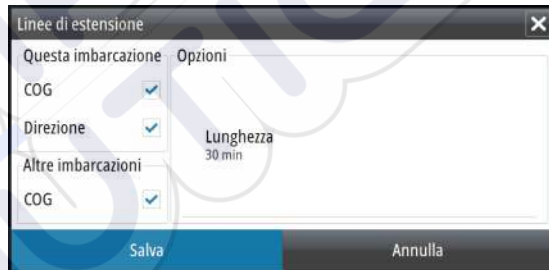 Linee di estensione
Questa imbarcazione
COG
Direzione
Altre imbarcazioni
COG
Opzioni
Lunghezza
30 min
Salva
Annulla